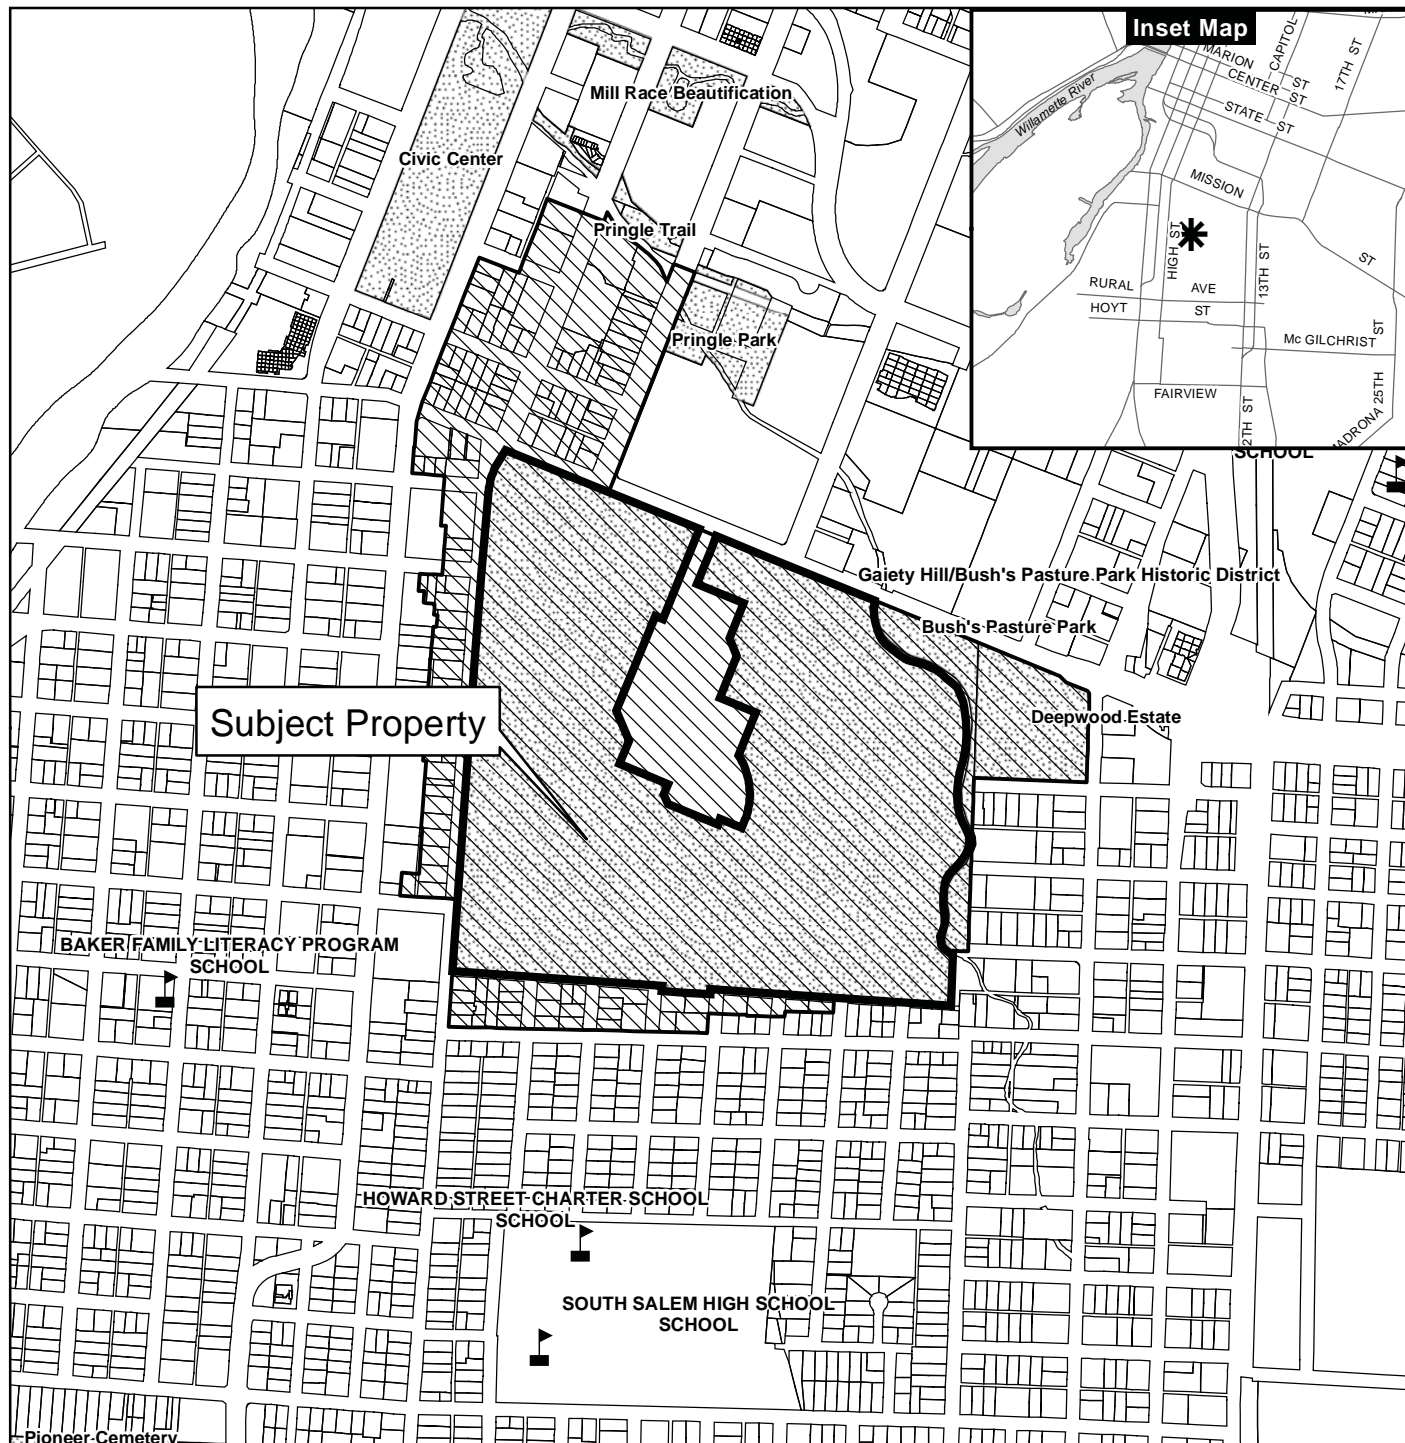 Inset Map
MARION ST
CENTER ST
STATE ST
CAPITOL
17TH ST
Willamette River
MISSION
ST
HIGH ST
13TH ST
RURAL AVE
HOYT ST
Mc GILCHRIST ST
FAIRVIEW
2TH ST
MADRONA
25TH
SCHOOL
Mill Race Beautification
Civic Center
Pringle Trail
Pringle Park
Gaiety Hill/Bush's Pasture Park Historic District
Bush's Pasture Park
Deepwood Estate
Subject Property
BAKER FAMILY LITERACY PROGRAM
SCHOOL
HOWARD STREET CHARTER SCHOOL
SCHOOL
SOUTH SALEM HIGH SCHOOL
SCHOOL
Pioneer Cemetery